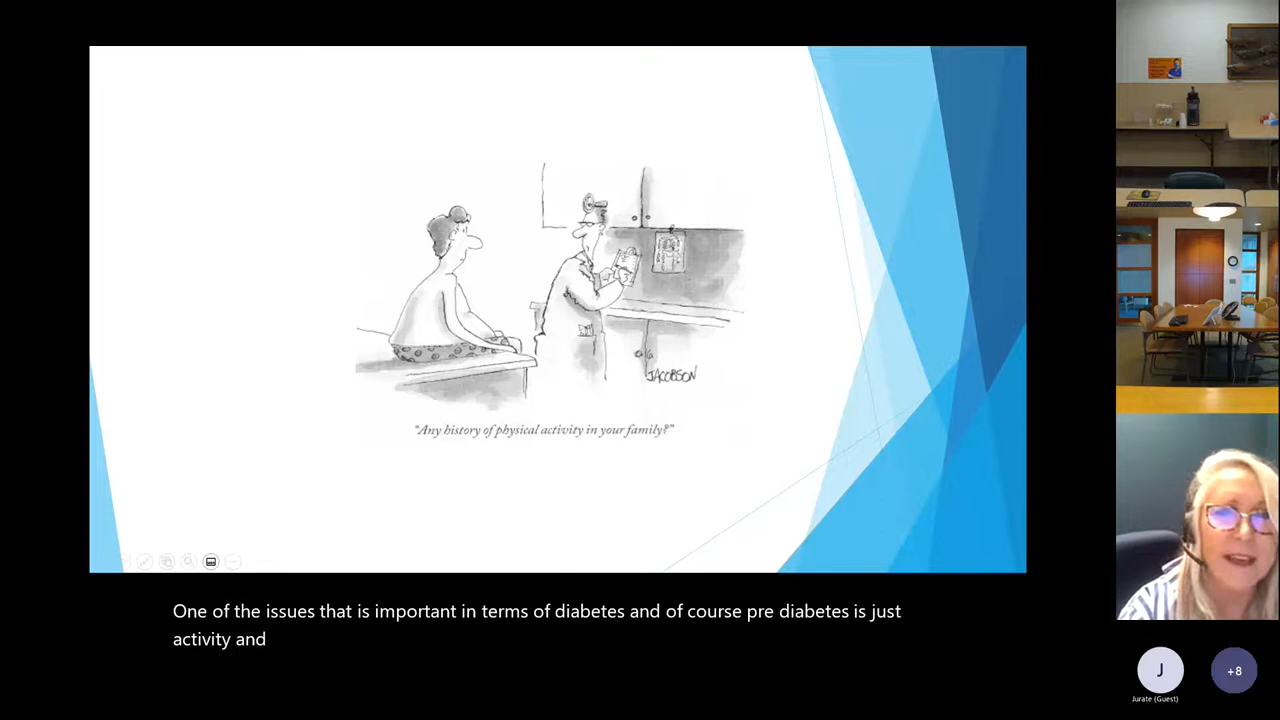 JACOBSON
“Any history of physical activity in your family?”
One of the issues that is important in terms of diabetes and of course pre diabetes is just
activity and
J
+8
Jurate (Guest)